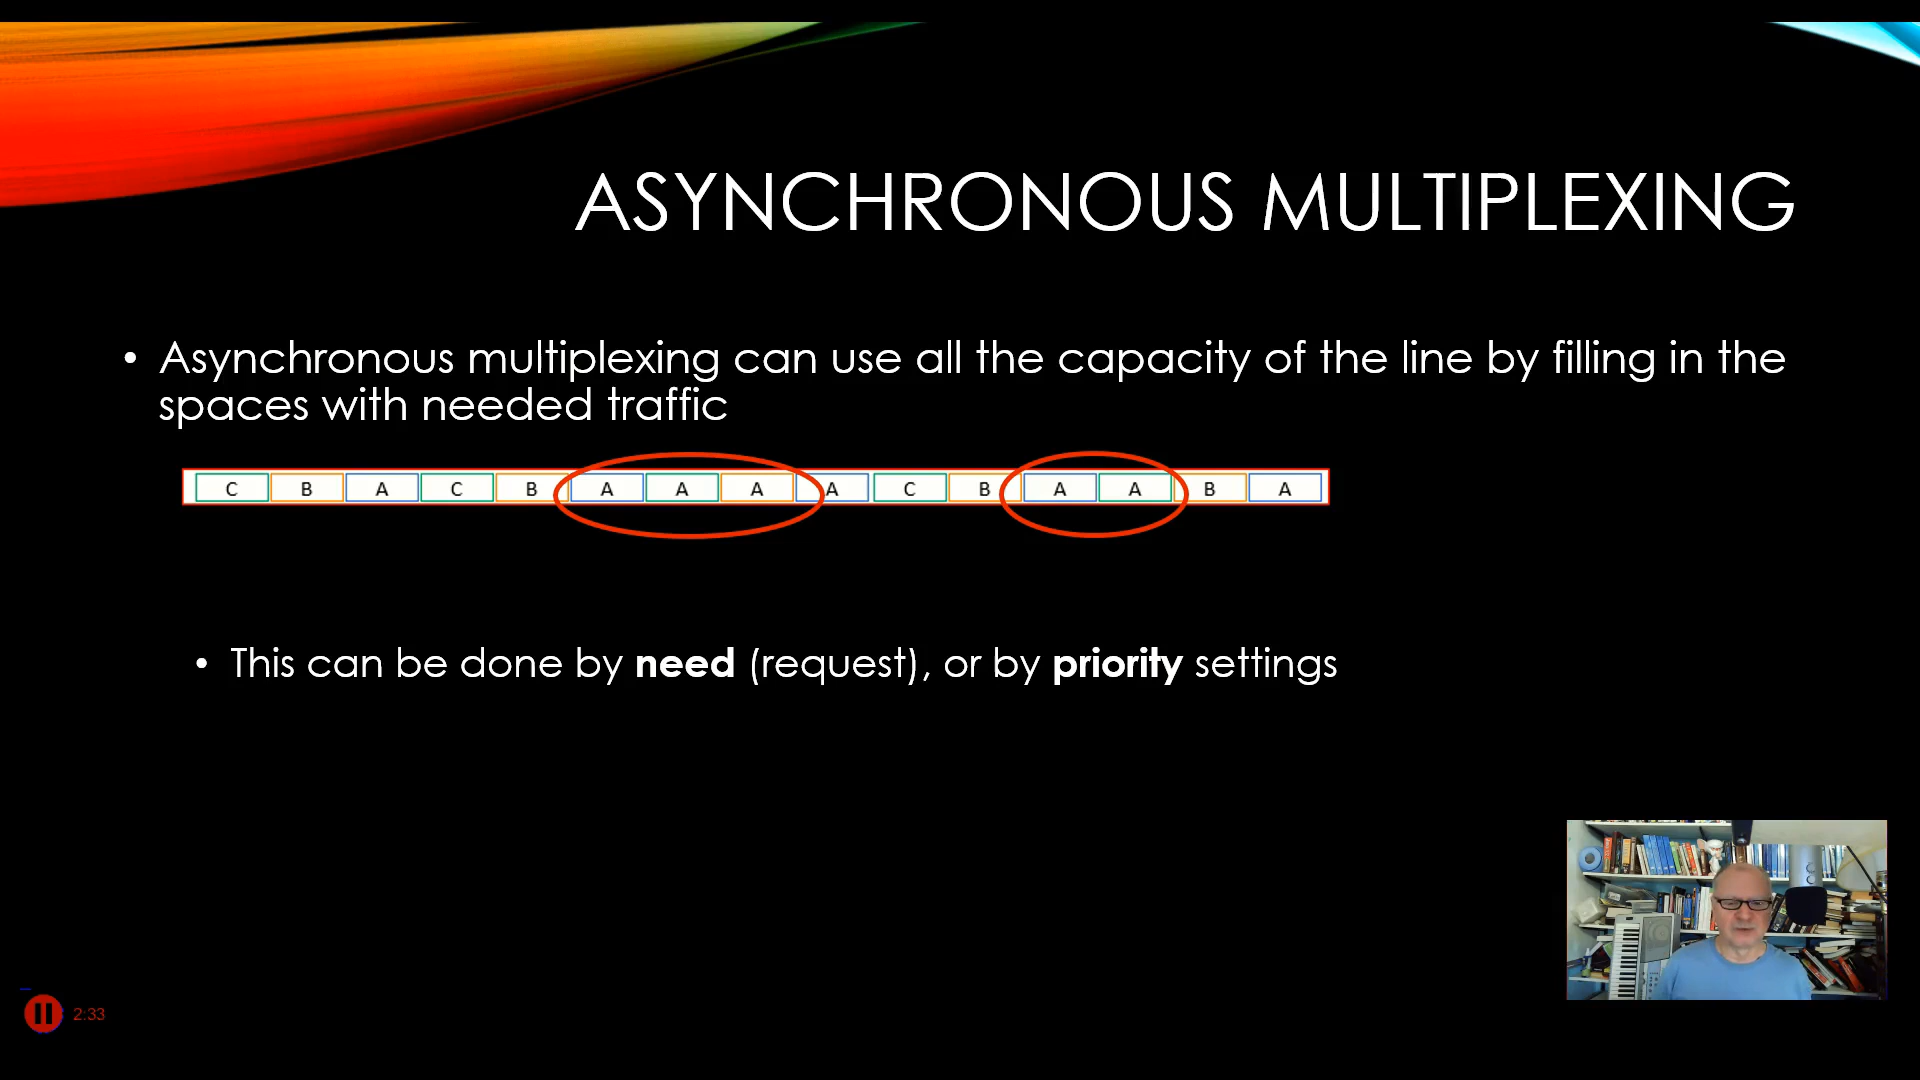 ASYNCHRONOUS MULTIPLEXING
• Asynchronous multiplexing can use all the capacity of the line by filling in the
spaces with needed traffic
C B A C B A A A A C B A A B A
• This can be done by need (request), or by priority settings
2:33